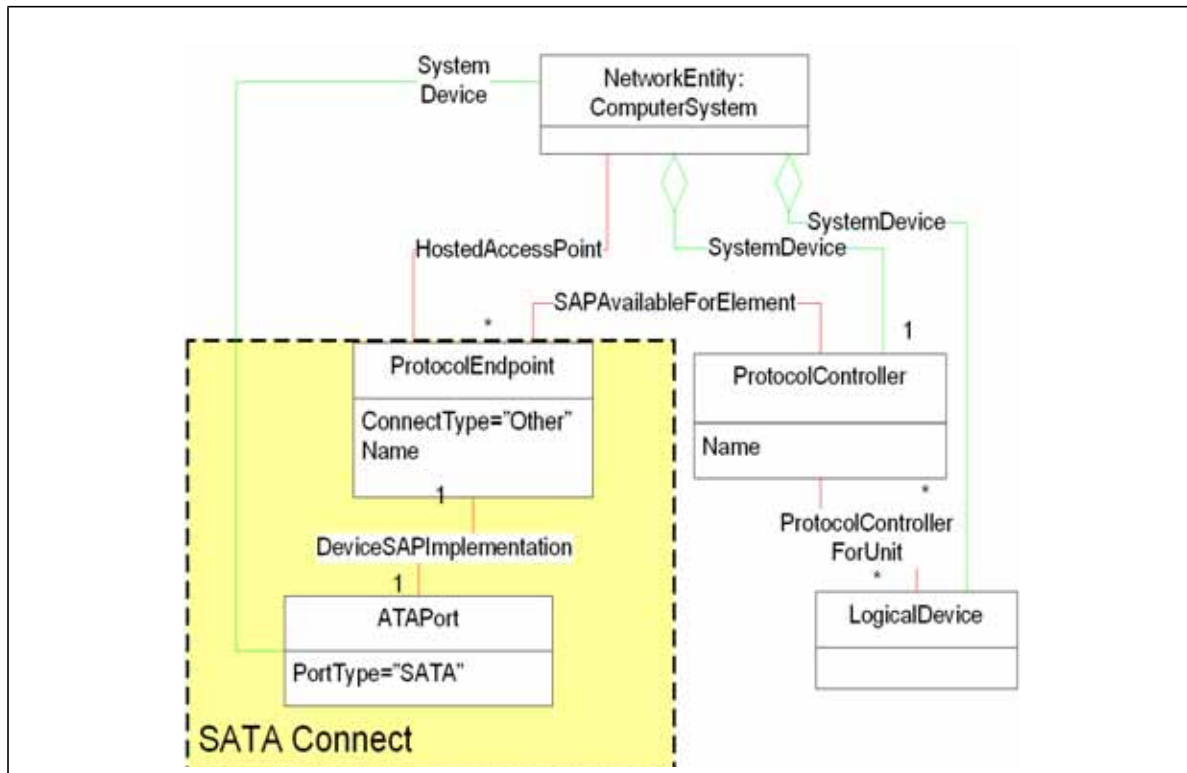 System
Device
NetworkEntity:
ComputerSystem
SystemDevice
HostedAccessPoint
SystemDevice
SAPAvailableForElement
*
1
ProtocolEndpoint
ConnectType="Other"
Name
1
ProtocolController
Name
*
DeviceSAPImplementation
1
ProtocolController
ForUnit
*
ATAPort
PortType="SATA"
LogicalDevice
SATA Connect